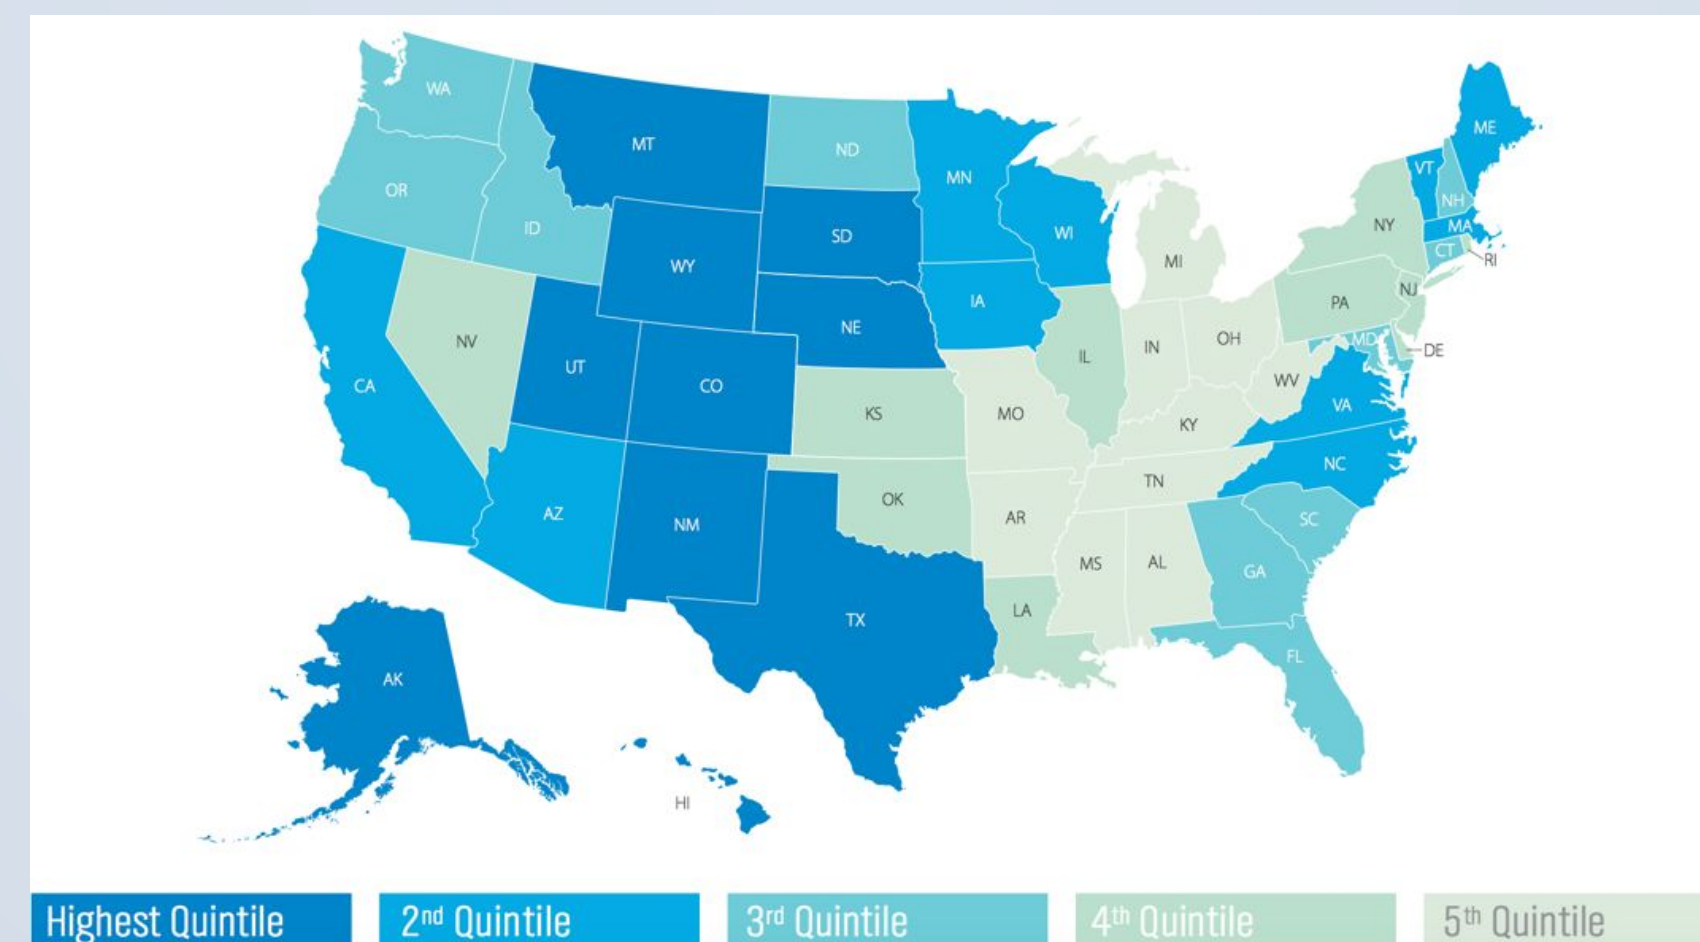 WA
MT
ND
MN
ME
VT
NH
OR
ID
SD
WI
NY
MA
CT
RI
WY
MI
IA
PA
NJ
NV
NE
IL
IN
OH
MD
DE
UT
CO
WV
VA
CA
KS
MO
KY
NC
TN
AZ
NM
OK
AR
SC
MS
AL
GA
LA
TX
FL
AK
HI
Highest Quintile
2nd Quintile
3rd Quintile
4th Quintile
5th Quintile